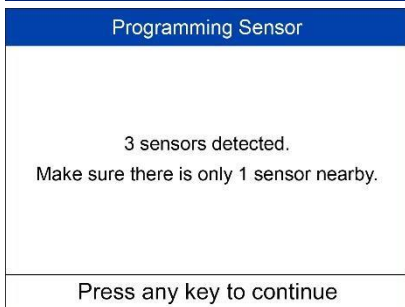 Programming Sensor
3 sensors detected.
Make sure there is only 1 sensor nearby.
Press any key to continue